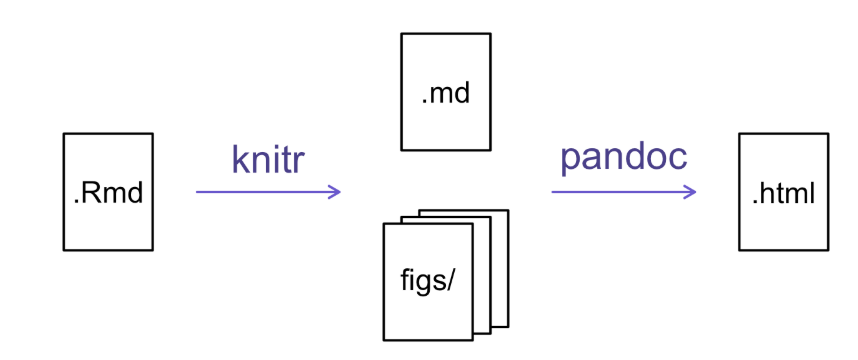 .Rmd
knitr
.md
figs/
pandoc
.html